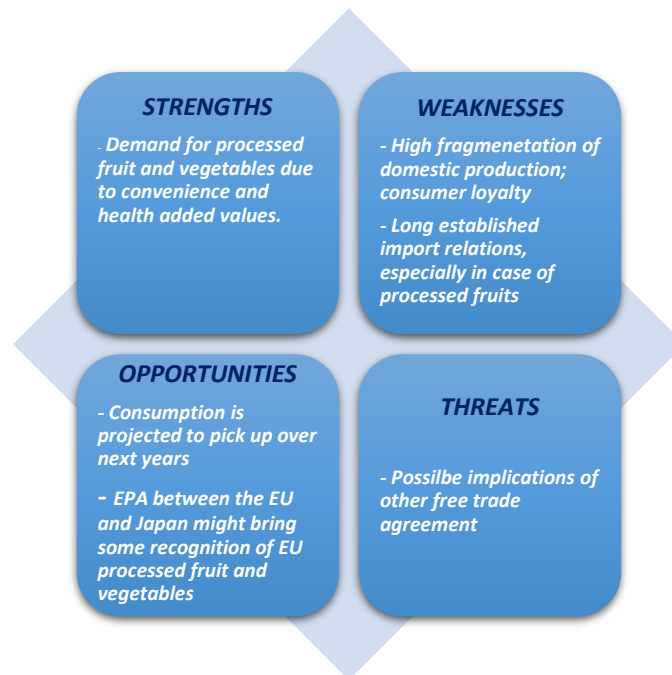 STRENGTHS
- Demand for processed
fruit and vegetables due
to convenience and
health added values.
WEAKNESSES
- High fragmenetation of
domestic production;
consumer loyalty
- Long established
import relations,
especially in case of
processed fruits
OPPORTUNITIES
- Consumption is
projected to pick up over
next years
- EPA between the EU
and Japan might bring
some recognition of EU
processed fruit and
vegetables
THREATS
- Possilbe implications of
other free trade
agreement